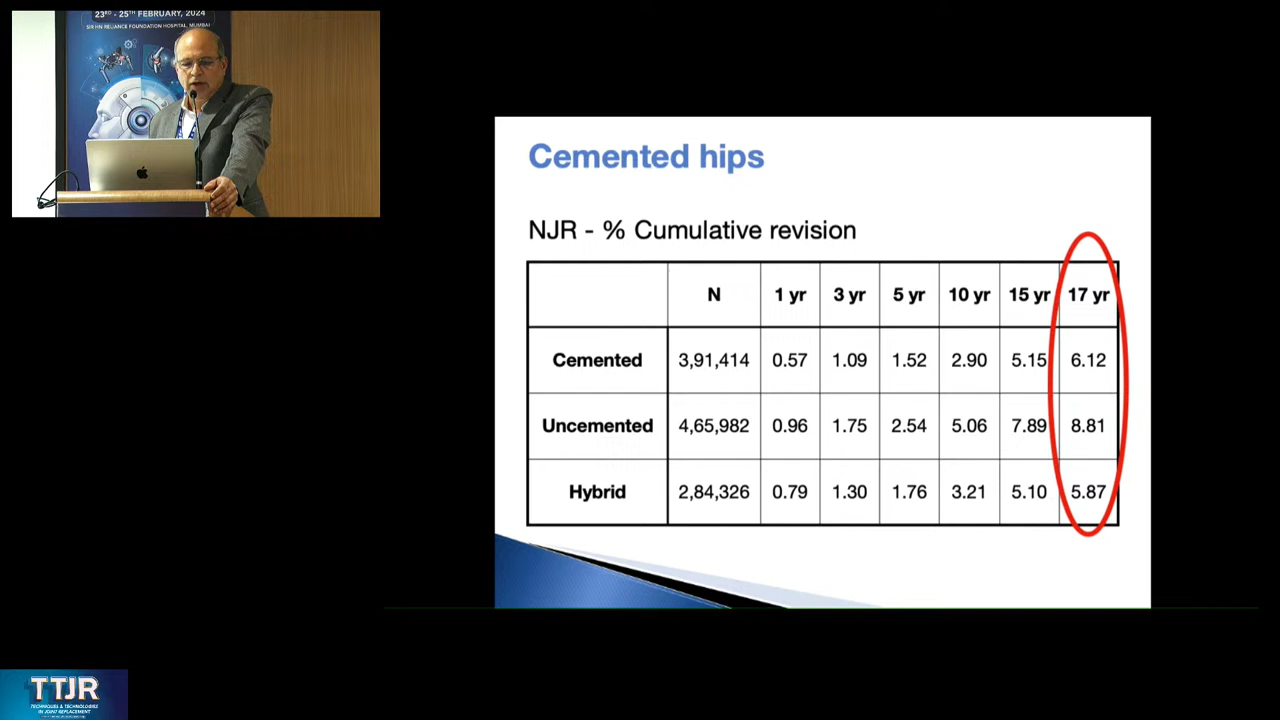 23RD - 25TH FEBRUARY, 2024
SIR HN RELIANCE FOUNDATION HOSPITAL, MUMBAI
Cemented hips
NJR - % Cumulative revision
N 1 yr 3 yr 5 yr 10 yr 15 yr 17 yr
Cemented 3,91,414 0.57 1.09 1.52 2.90 5.15 6.12
Uncemented 4,65,982 0.96 1.75 2.54 5.06 7.89 8.81
Hybrid 2,84,326 0.79 1.30 1.76 3.21 5.10 5.87
TTJR
TECHNIQUES & TECHNOLOGIES
IN JOINT REPLACEMENT